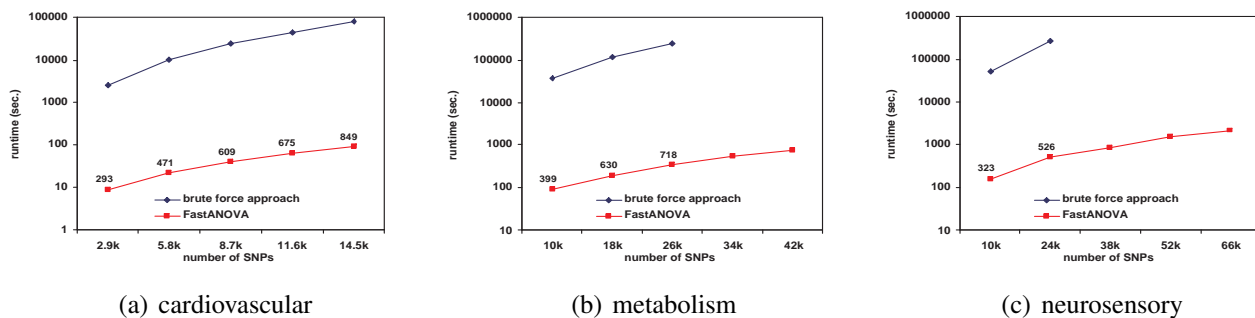 100000
10000
1000
100
10
1
runtime (sec.)
293
471
609
675
849
brute force approach
FastANOVA
2.9k 5.8k 8.7k 11.6k 14.5k
number of SNPs
(a) cardiovascular
1000000
100000
10000
1000
100
10
runtime (sec.)
399
630
718
brute force approach
FastANOVA
10k 18k 26k 34k 42k
number of SNPs
(b) metabolism
1000000
100000
10000
1000
100
10
runtime (sec.)
323
526
brute force approach
FastANOVA
10k 24k 38k 52k 66k
number of SNPs
(c) neurosensory